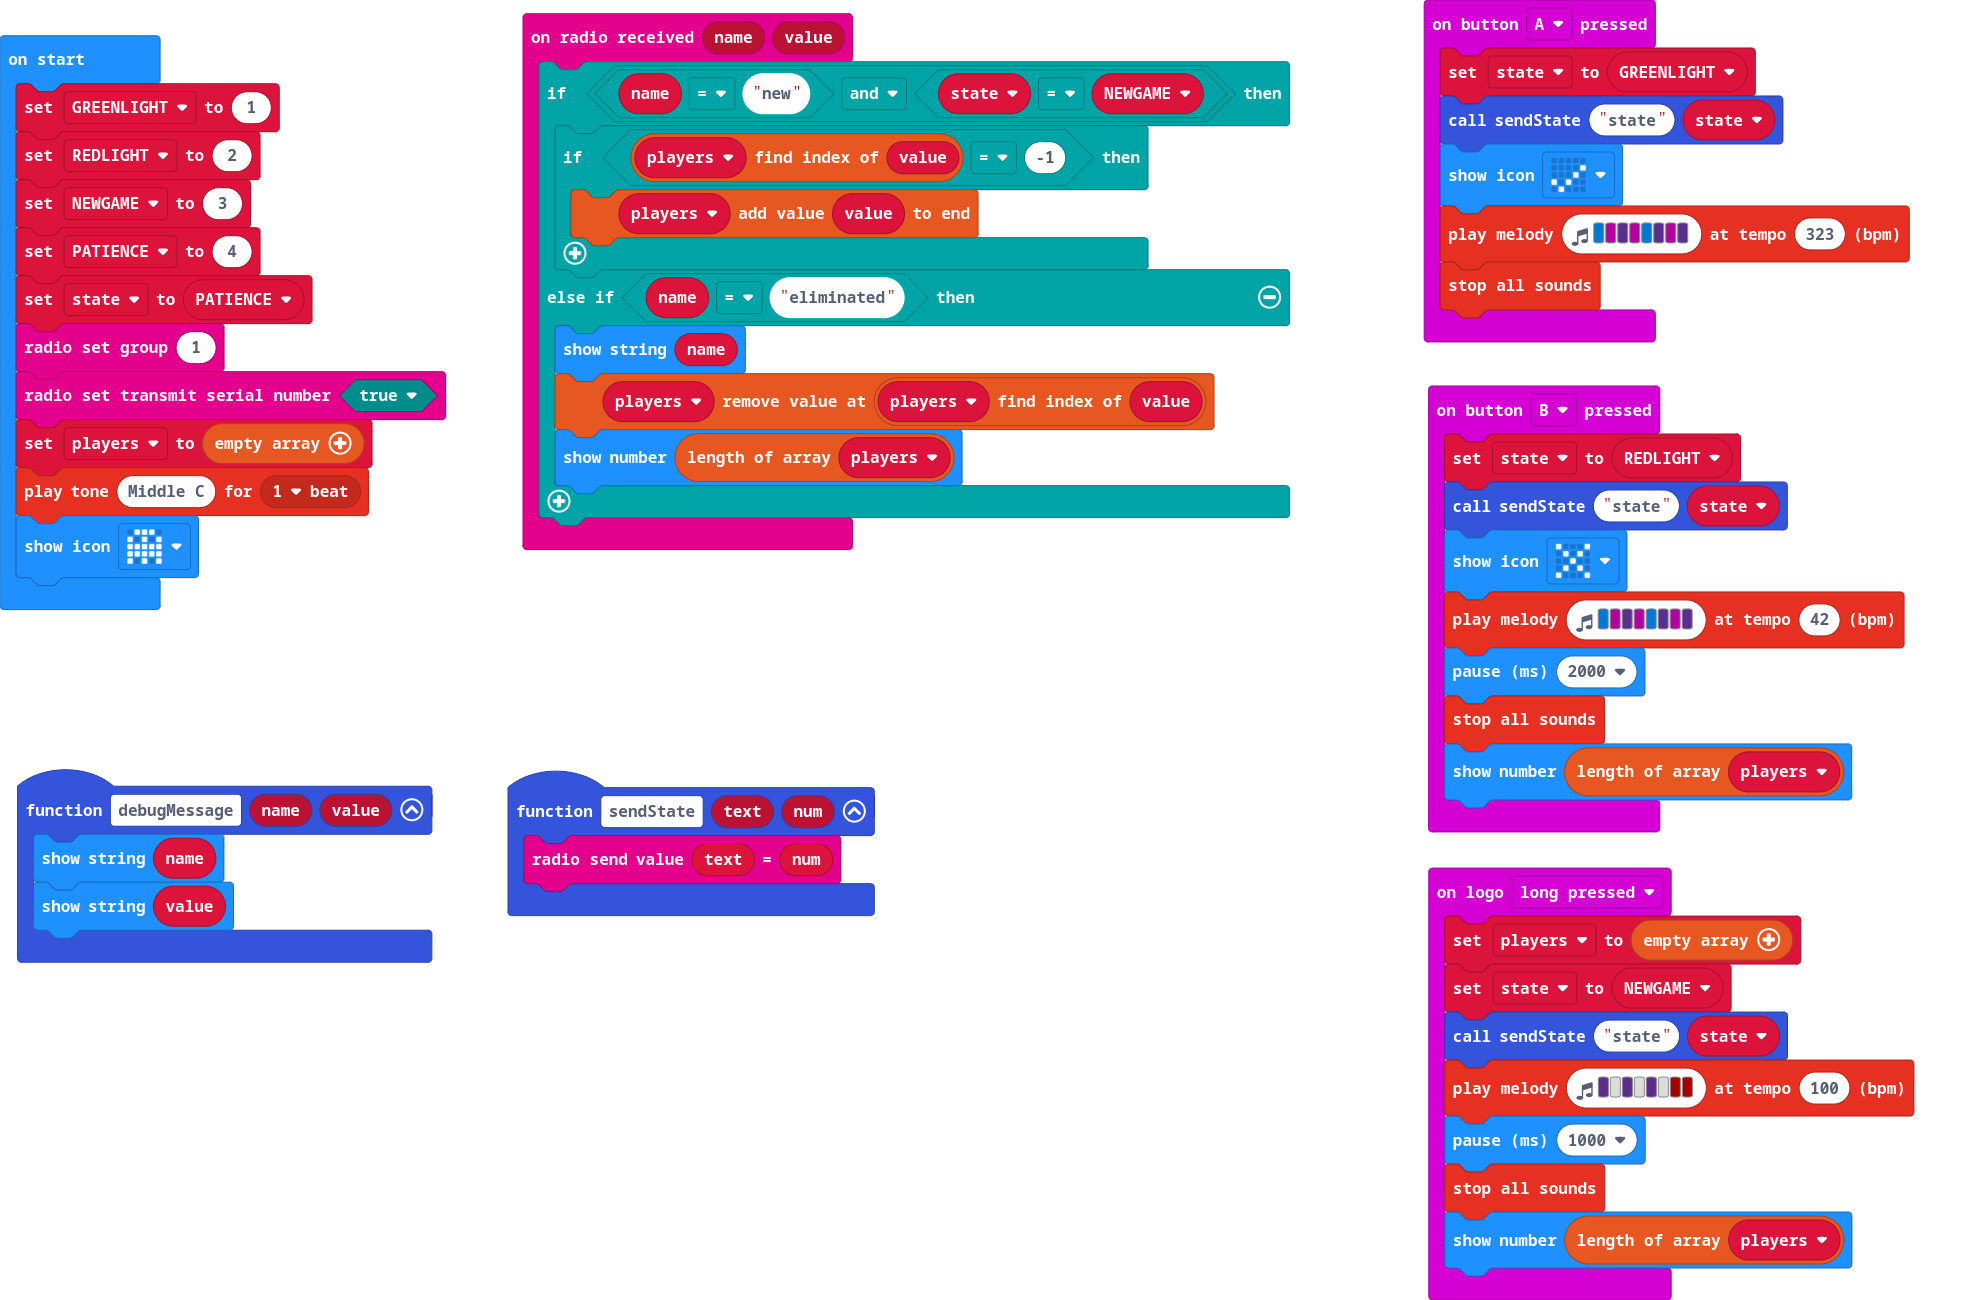 on start
set GREENLIGHT to 1
set REDLIGHT to 2
set NEWGAME to 3
set PATIENCE to 4
set state to PATIENCE
radio set group 1
radio set transmit serial number true
set players to empty array
play tone Middle C for 1 beat
show icon
on radio received name value
if name = "new" and state = NEWGAME then
if players find index of value = -1 then
players add value value to end
else if name = "eliminated" then
show string name
players remove value at players find index of value
show number length of array players
on button A pressed
set state to GREENLIGHT
call sendState "state" state
show icon
play melody at tempo 323 (bpm)
stop all sounds
on button B pressed
set state to REDLIGHT
call sendState "state" state
show icon
play melody at tempo 42 (bpm)
pause (ms) 2000
stop all sounds
show number length of array players
function debugMessage name value
show string name
show string value
function sendState text num
radio send value text = num
on logo long pressed
set players to empty array
set state to NEWGAME
call sendState "state" state
play melody at tempo 100 (bpm)
pause (ms) 1000
stop all sounds
show number length of array players